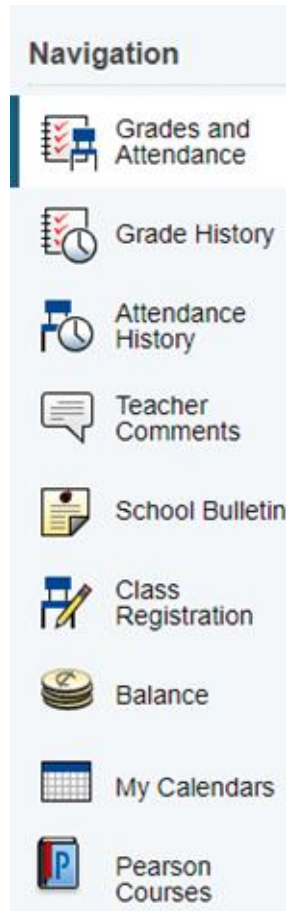 Navigation
Grades and
Attendance
Grade History
Attendance
History
Teacher
Comments
School Bulletin
Class
Registration
Balance
My Calendars
P
Pearson
Courses